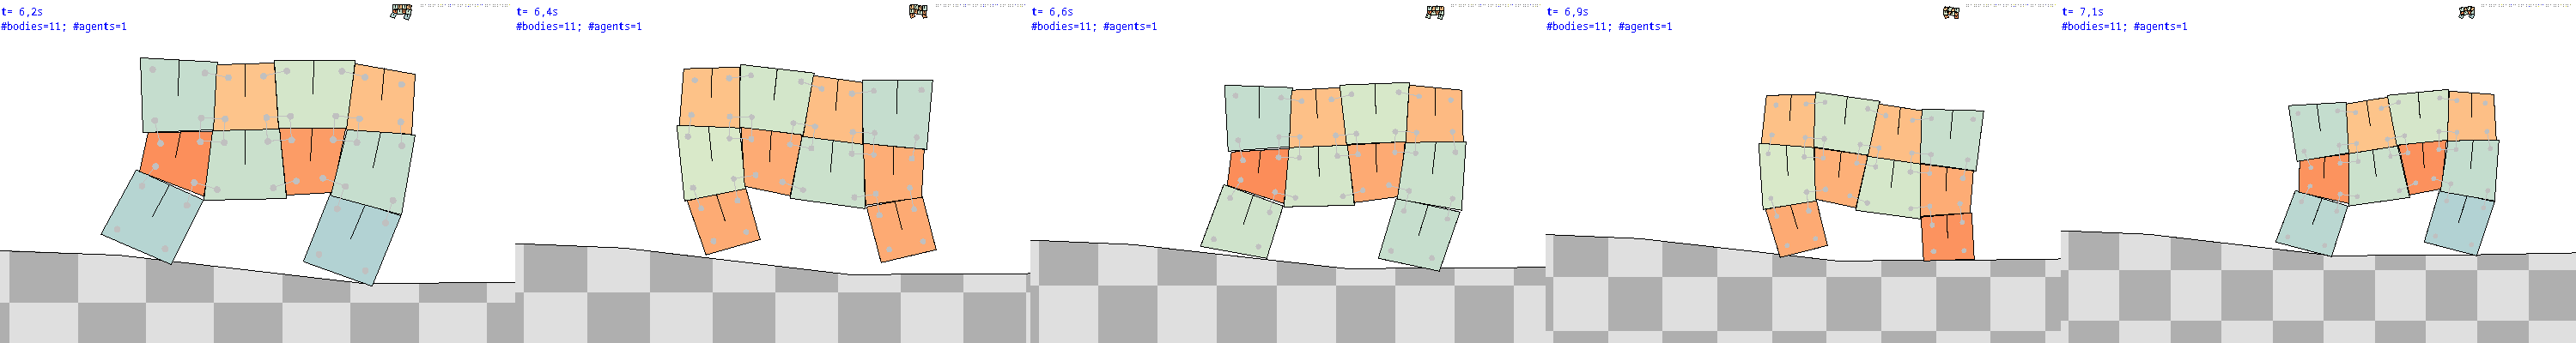 t= 6,2s
#bodies=11; #agents=1
t= 6,4s
#bodies=11; #agents=1
t= 6,6s
#bodies=11; #agents=1
t= 6,9s
#bodies=11; #agents=1
t= 7,1s
#bodies=11; #agents=1